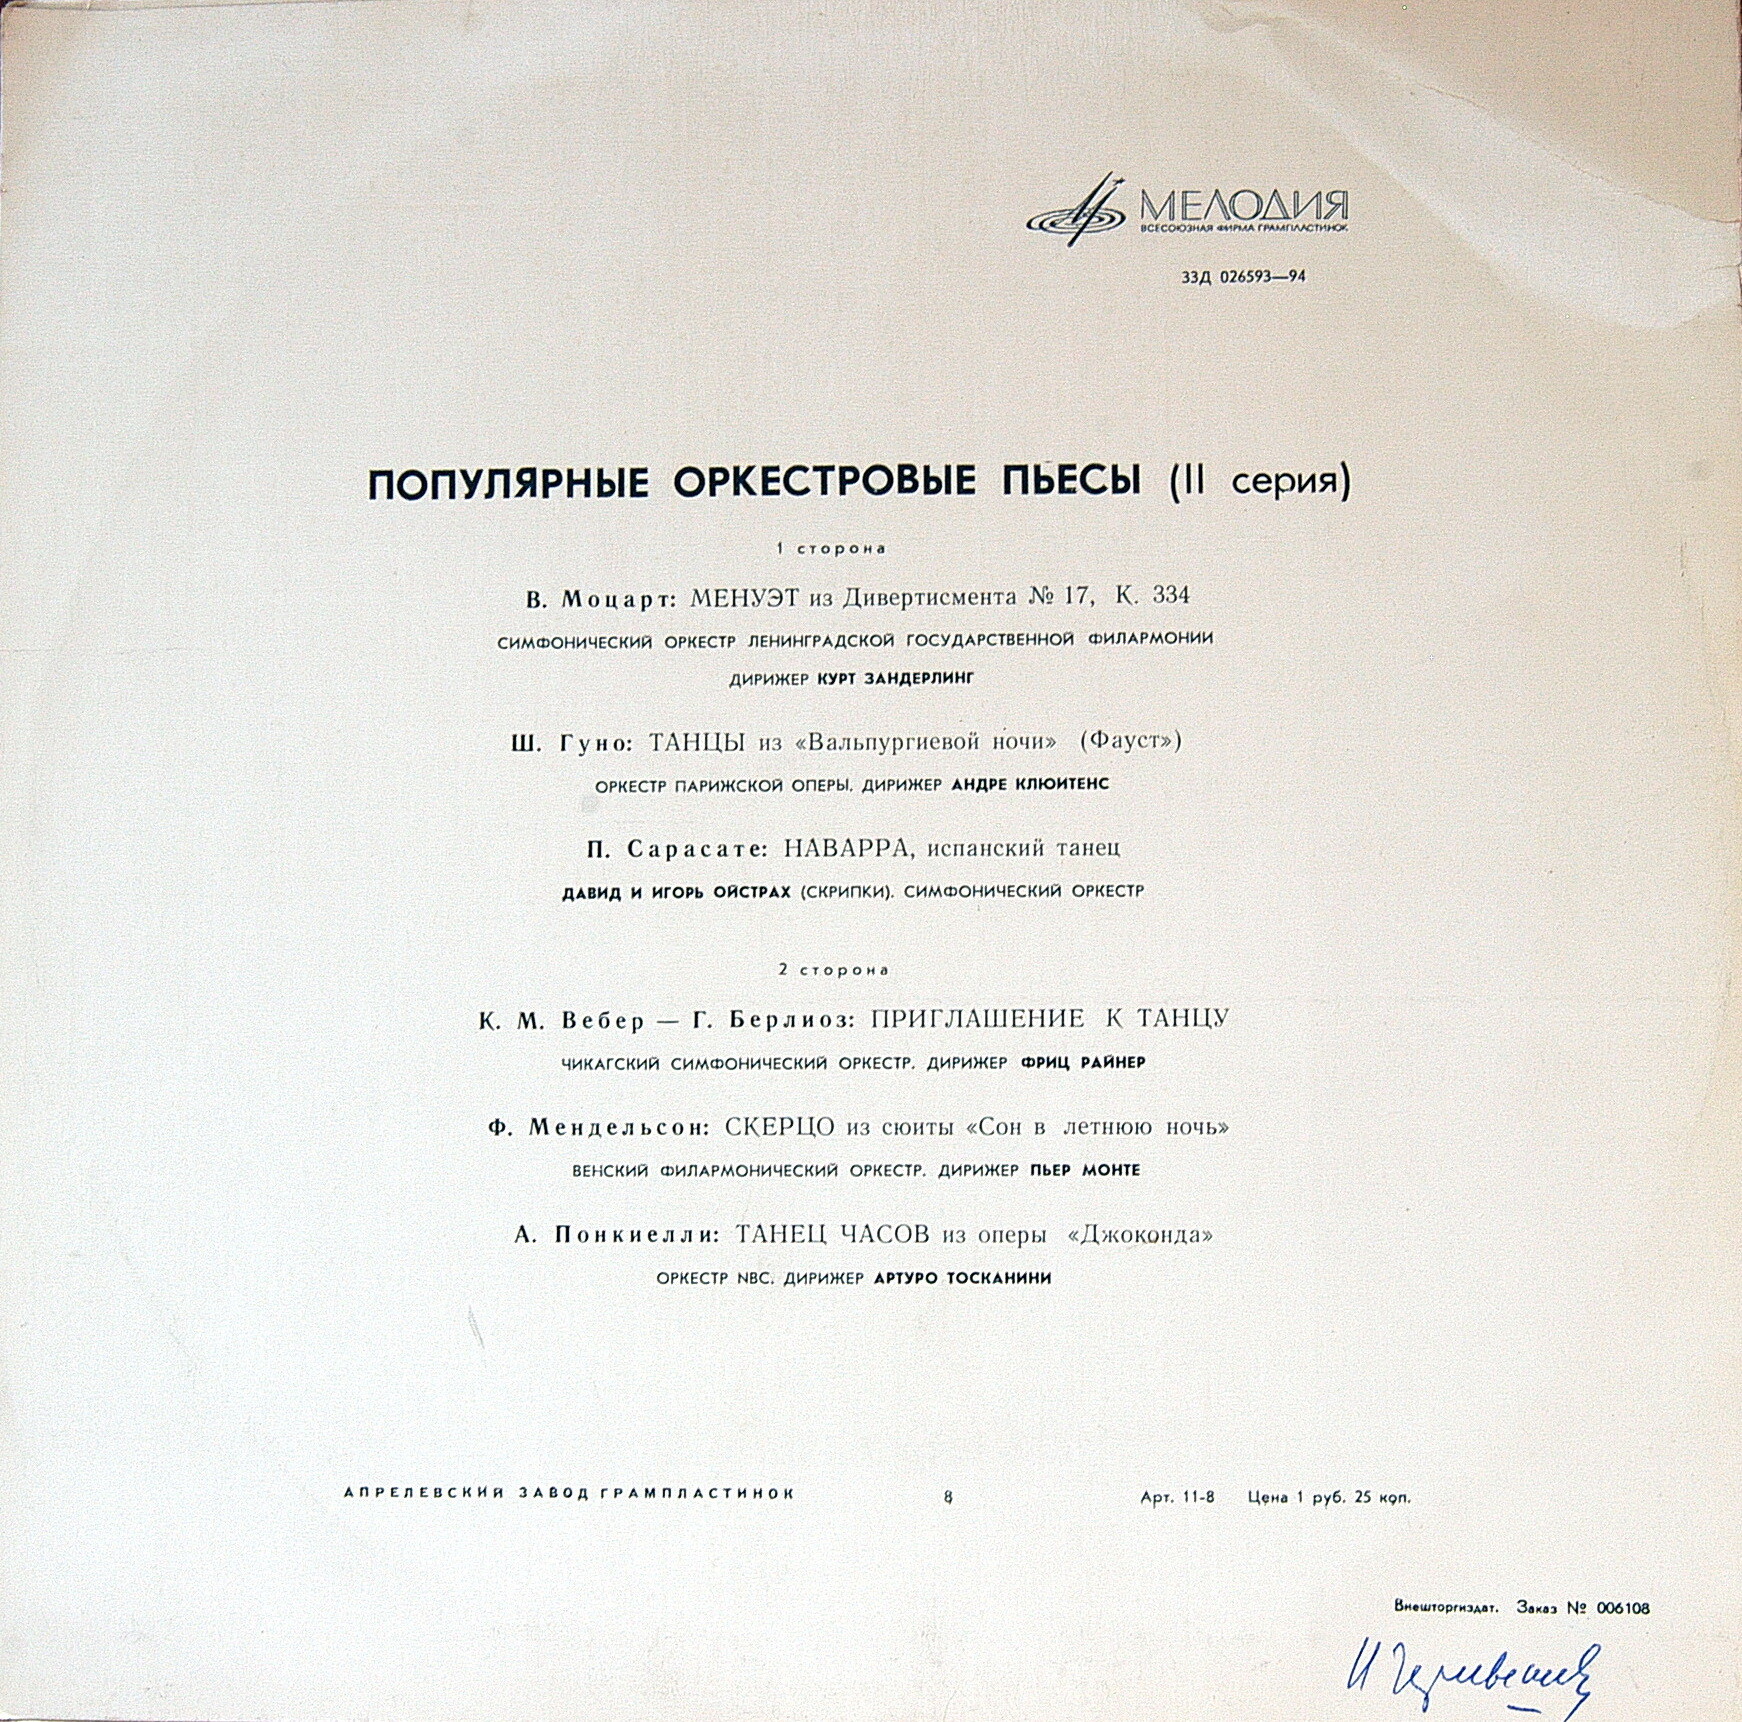 МЕЛОДИЯ
ВСЕСОЮЗНАЯ ФИРМА ГРАМПЛАСТИНОК
33Д 026593—94
ПОПУЛЯРНЫЕ ОРКЕСТРОВЫЕ ПЬЕСЫ (II серия)
1 сторона
В. Моцарт: МЕНУЭТ из Дивертисмента № 17, К. 334
СИМФОНИЧЕСКИЙ ОРКЕСТР ЛЕНИНГРАДСКОЙ ГОСУДАРСТВЕННОЙ ФИЛАРМОНИИ
ДИРИЖЕР КУРТ ЗАНДЕРЛИНГ
Ш. Гуно: ТАНЦЫ из «Вальпургиевой ночи» (Фауст»)
ОРКЕСТР ПАРИЖСКОЙ ОПЕРЫ. ДИРИЖЕР АНДРЕ КЛЮИТЕНС
П. Сарасате: НАВАРРА, испанский танец
ДАВИД И ИГОРЬ ОЙСТРАХ (СКРИПКИ). СИМФОНИЧЕСКИЙ ОРКЕСТР
2 сторона
К. М. Вебер — Г. Берлиоз: ПРИГЛАШЕНИЕ К ТАНЦУ
ЧИКАГСКИЙ СИМФОНИЧЕСКИЙ ОРКЕСТР. ДИРИЖЕР ФРИЦ РАЙНЕР
Ф. Мендельсон: СКЕРЦО из сюиты «Сон в летнюю ночь»
ВЕНСКИЙ ФИЛАРМОНИЧЕСКИЙ ОРКЕСТР. ДИРИЖЕР ПЬЕР МОНТЕ
А. Понкиелли: ТАНЕЦ ЧАСОВ из оперы «Джоконда»
ОРКЕСТР NBC. ДИРИЖЕР АРТУРО ТОСКАНИНИ
АПРЕЛЕВСКИЙ ЗАВОД ГРАМПЛАСТИНОК 8 Арт. 11-8 Цена 1 руб. 25 коп.
Внешторгиздат. Заказ № 006108